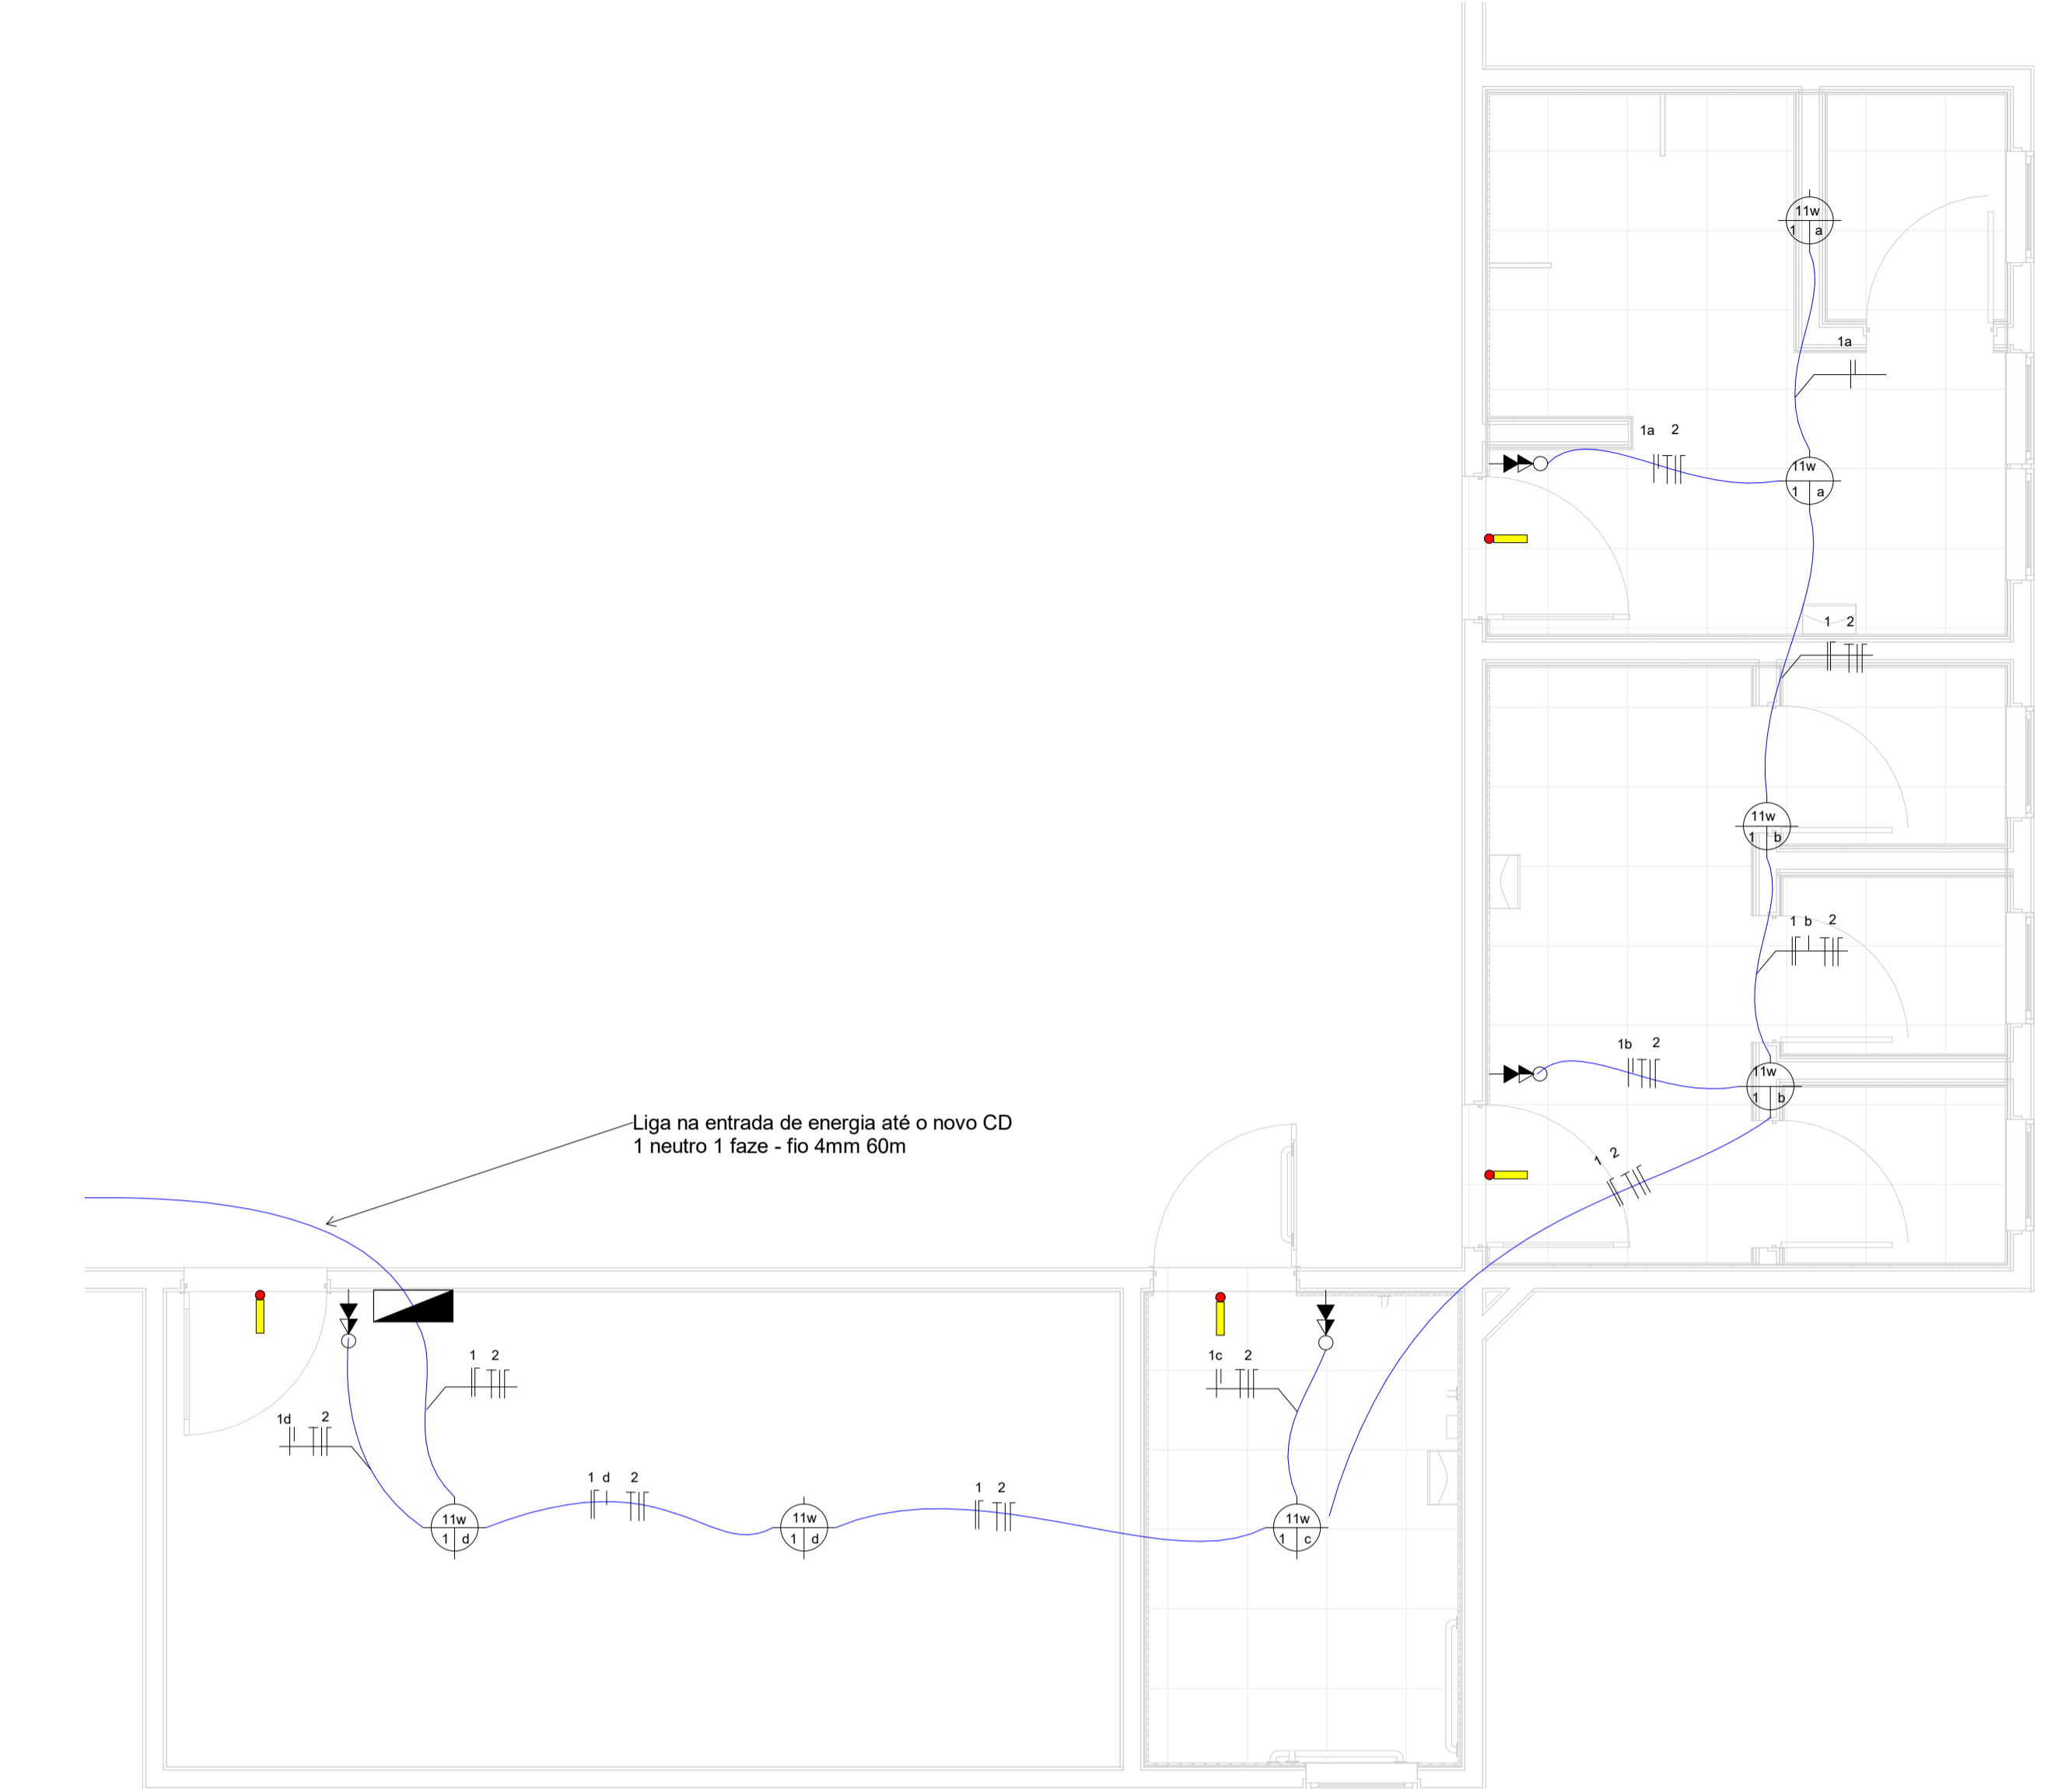 11w
1 a
1a
1a 2
11w
1 a
1 2
11w
1 b
1 b 2
1b 2
11w
1 b
Liga na entrada de energia até o novo CD
1 neutro 1 faze - fio 4mm 60m
1 2
1 2
1c 2
1d 2
1 d 2
1 2
11w
1 d
11w
1 d
11w
1 c